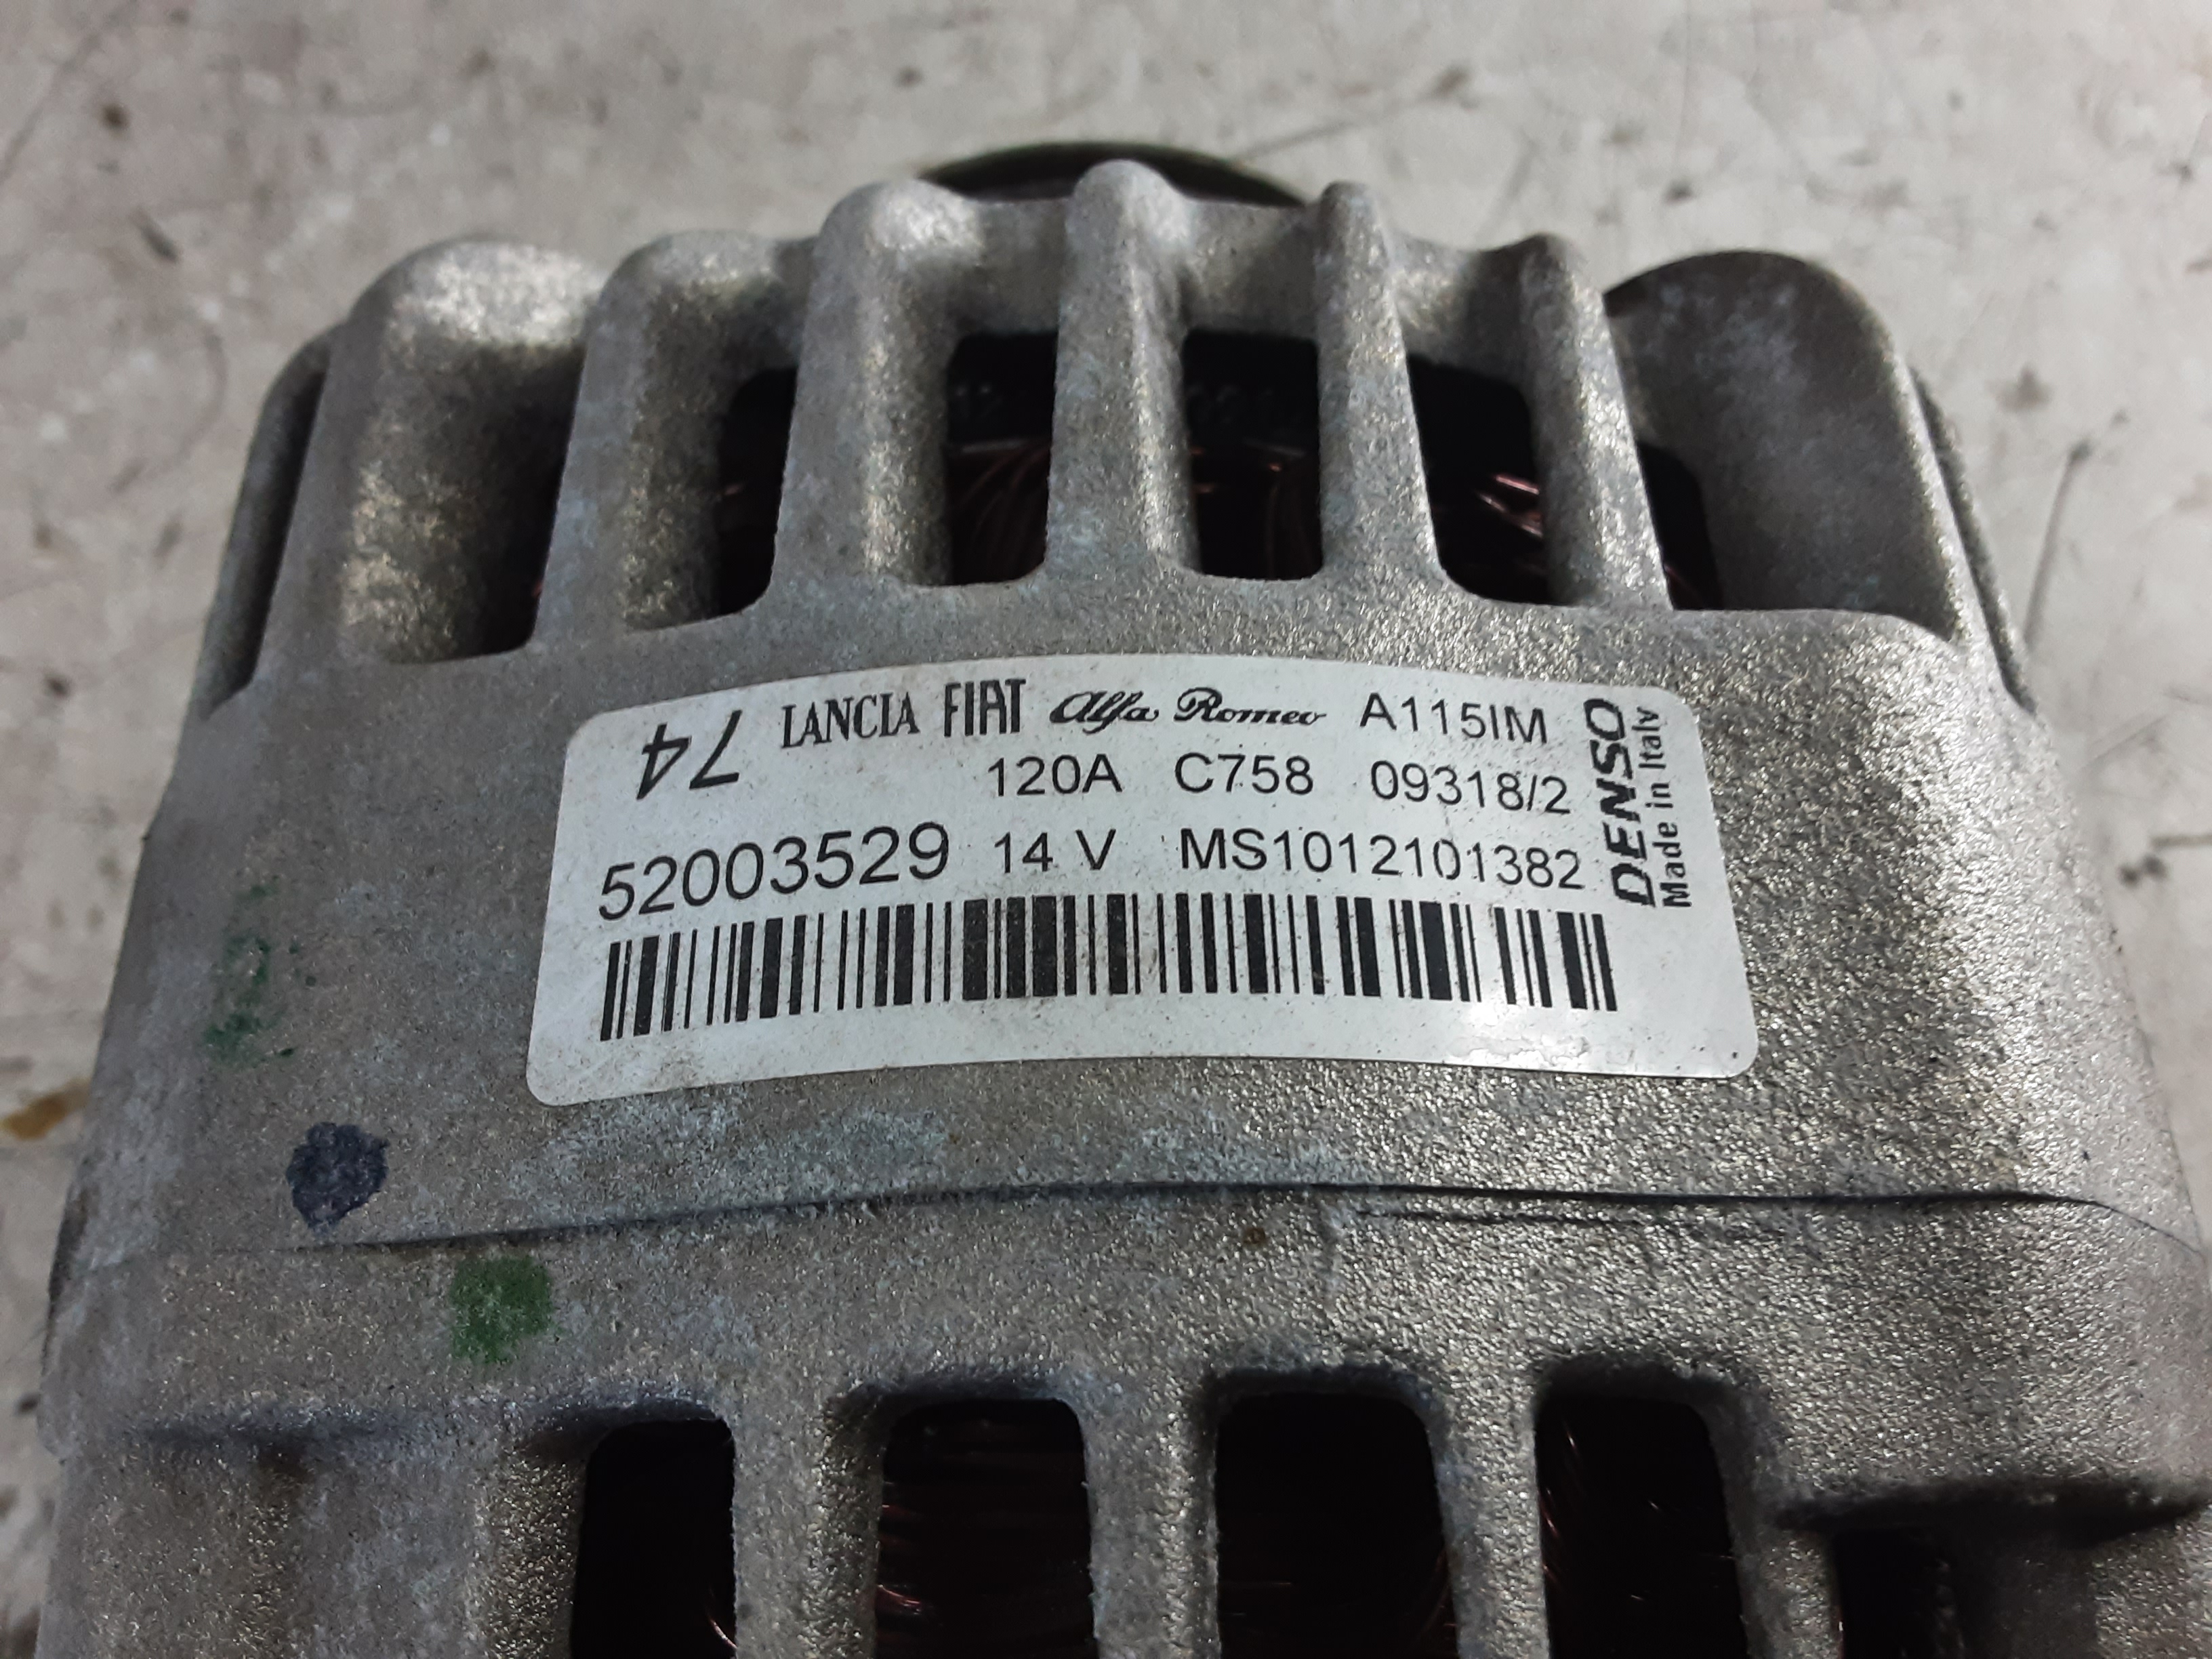 74 LANCIA FIAT Alfa Romeo A115IM
120A C758 09318/2
52003529 14 V MS1012101382
DENSO
Made in Italy